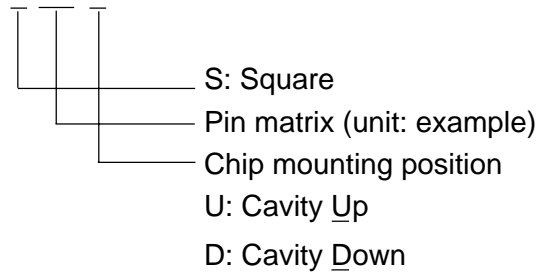 S: Square
Pin matrix (unit: example)
Chip mounting position
U: Cavity Up
D: Cavity Down